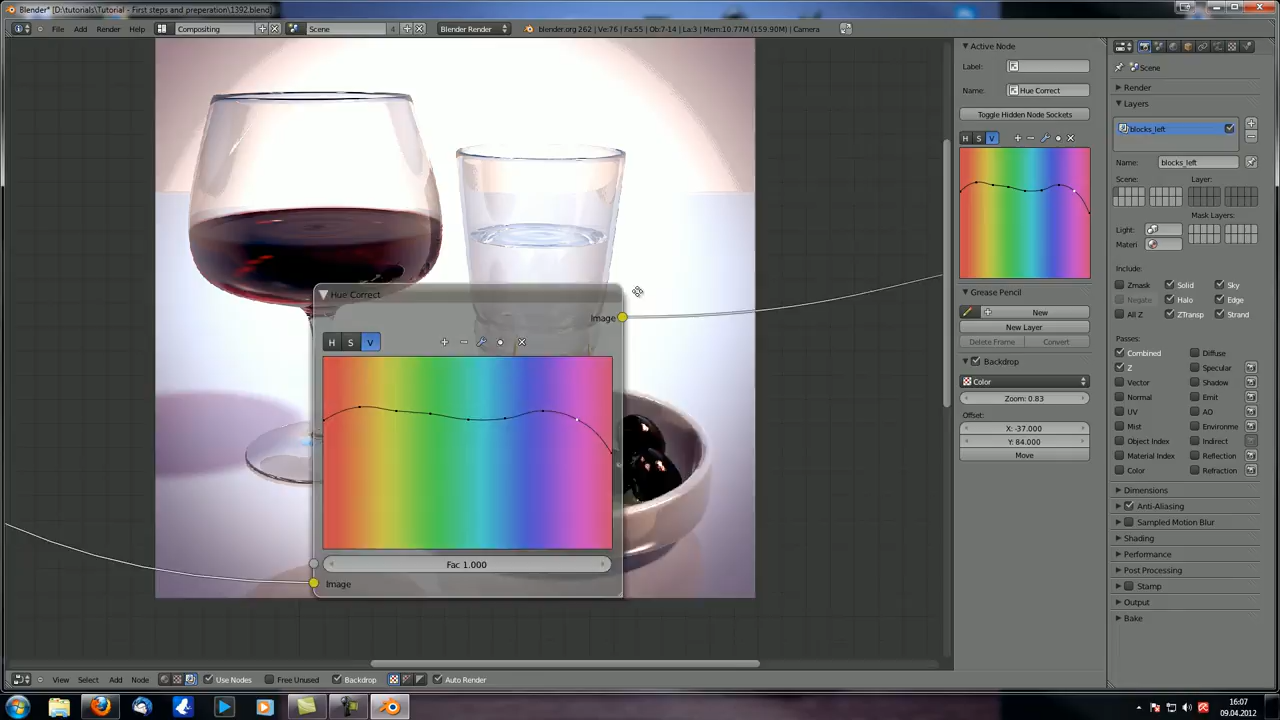 Blender* [D:\tutorials\Tutorial - First steps and preperation\1392.blend]
File Add Render Help Compositing Scene 4 Blender Render blender.org 262 | Ve:76 | Fa:55 | Ob:7-14 | La:3 | Mem:10.77M (159.90M) | Camera
Hue Correct
Image
H S V
Fac 1.000
Image
Active Node
Label:
Name: Hue Correct
Toggle Hidden Node Sockets
H S V
Grease Pencil
New
New Layer
Delete Frame Convert
Backdrop
Color
Zoom: 0.83
Offset:
X: -37.000
Y: 84.000
Move
Scene
Render
Layers
blocks_left
Name: blocks_left
Scene: Layer:
Mask Layers:
Light:
Materi
Include:
Zmask Solid Sky
Negate Halo Edge
All Z ZTransp Strand
Passes:
Combined Diffuse
Z Specular
Vector Shadow
Normal Emit
UV AO
Mist Environme
Object Index Indirect
Material Index Reflection
Color Refraction
Dimensions
Anti-Aliasing
Sampled Motion Blur
Shading
Performance
Post Processing
Stamp
Output
Bake
View Select Add Node Use Nodes Free Unused Backdrop Auto Render
16:07
09.04.2012